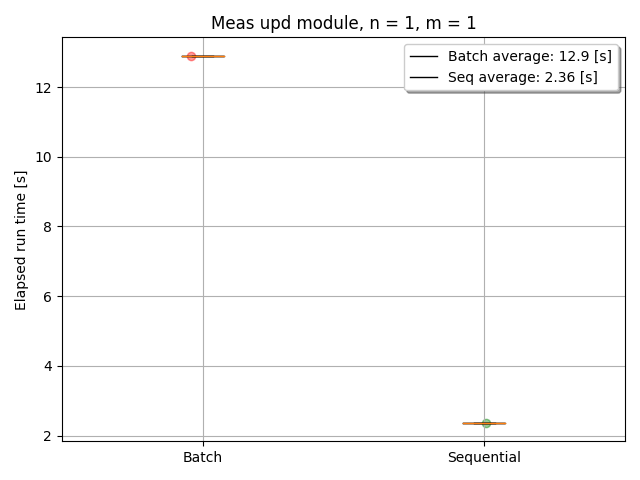 Meas upd module, n = 1, m = 1
Batch average: 12.9 [s]
Seq average: 2.36 [s]
Elapsed run time [s]
12
10
8
6
4
2
Batch
Sequential